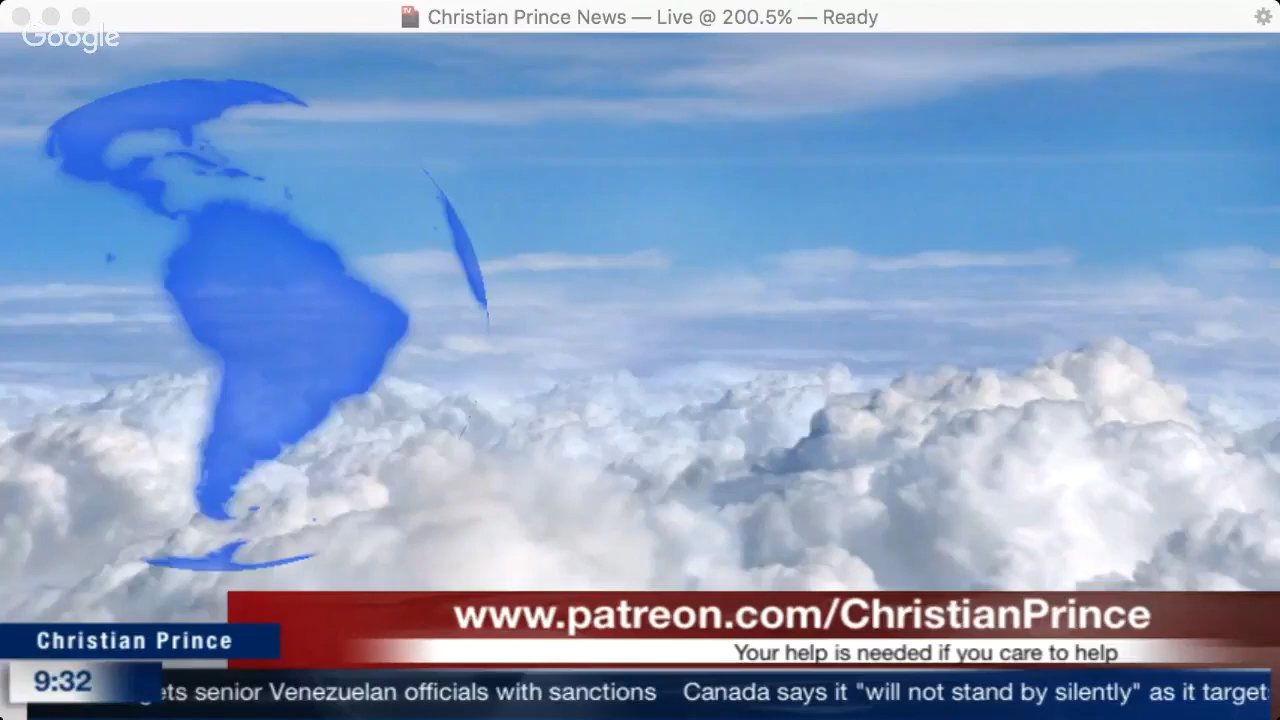 Christian Prince News — Live @ 200.5% — Ready
Google
www.patreon.com/ChristianPrince
Christian Prince
Your help is needed if you care to help
9:32
ets senior Venezuelan officials with sanctions Canada says it "will not stand by silently" as it target